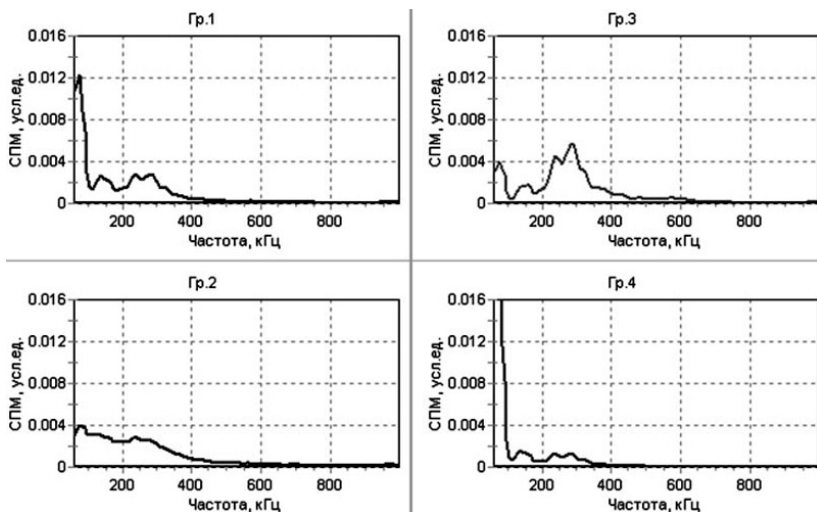 Гр.1
СПМ, усл.ед.
0.016
0.012
0.008
0.004
0
200 400 600 800
Частота, кГц
Гр.3
СПМ, усл.ед.
0.016
0.012
0.008
0.004
0
200 400 600 800
Частота, кГц
Гр.2
СПМ, усл.ед.
0.016
0.012
0.008
0.004
0
200 400 600 800
Частота, кГц
Гр.4
СПМ, усл.ед.
0.016
0.012
0.008
0.004
0
200 400 600 800
Частота, кГц